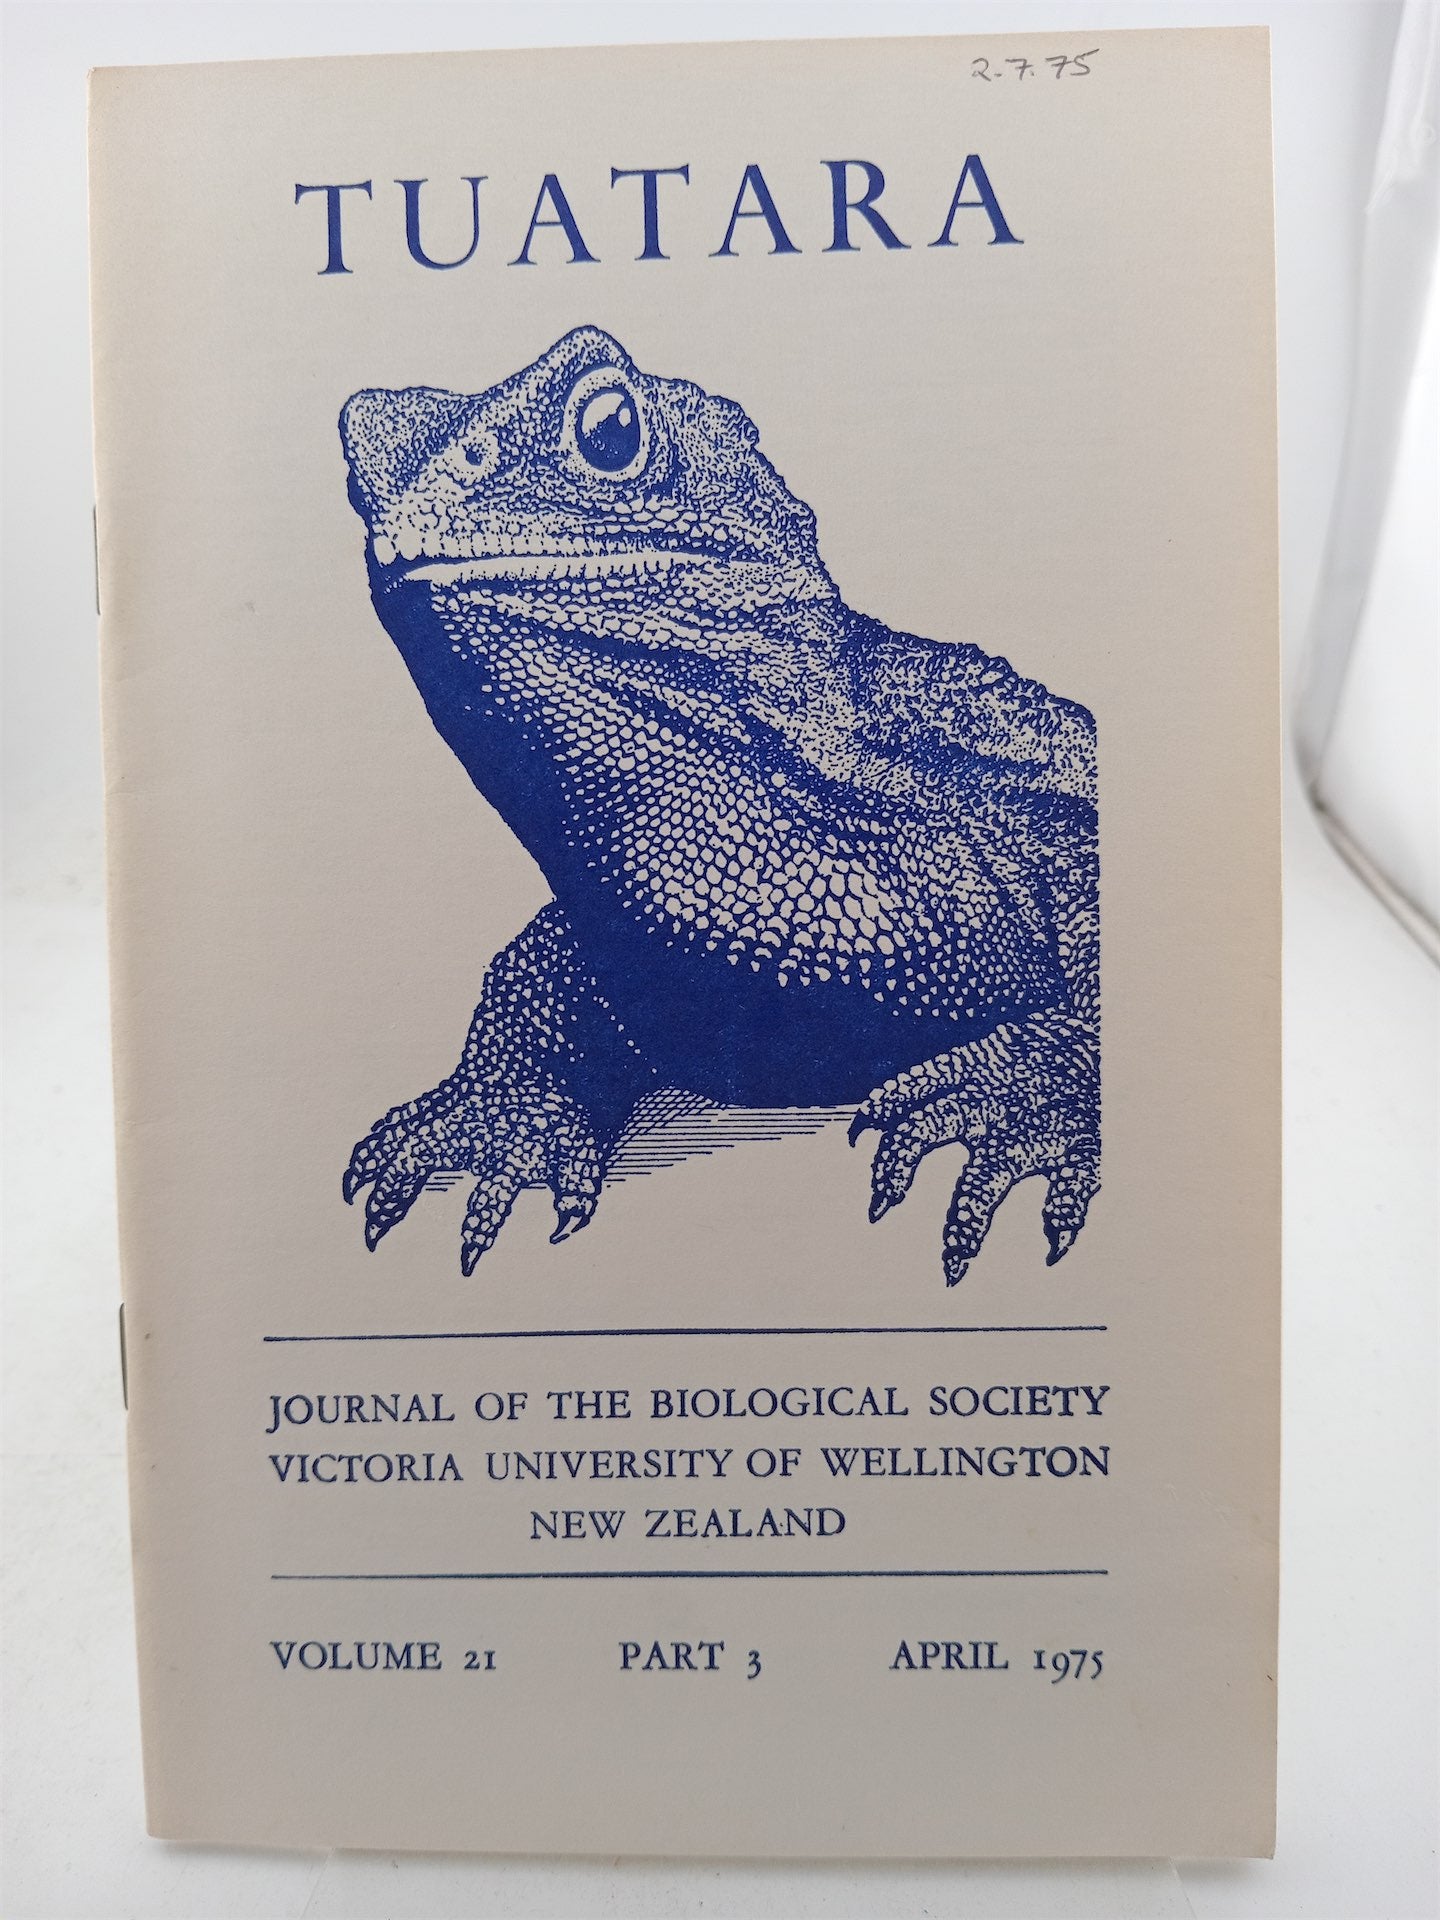 2.7.75
TUATARA
JOURNAL OF THE BIOLOGICAL SOCIETY
VICTORIA UNIVERSITY OF WELLINGTON
NEW ZEALAND
VOLUME 21 PART 3 APRIL 1975